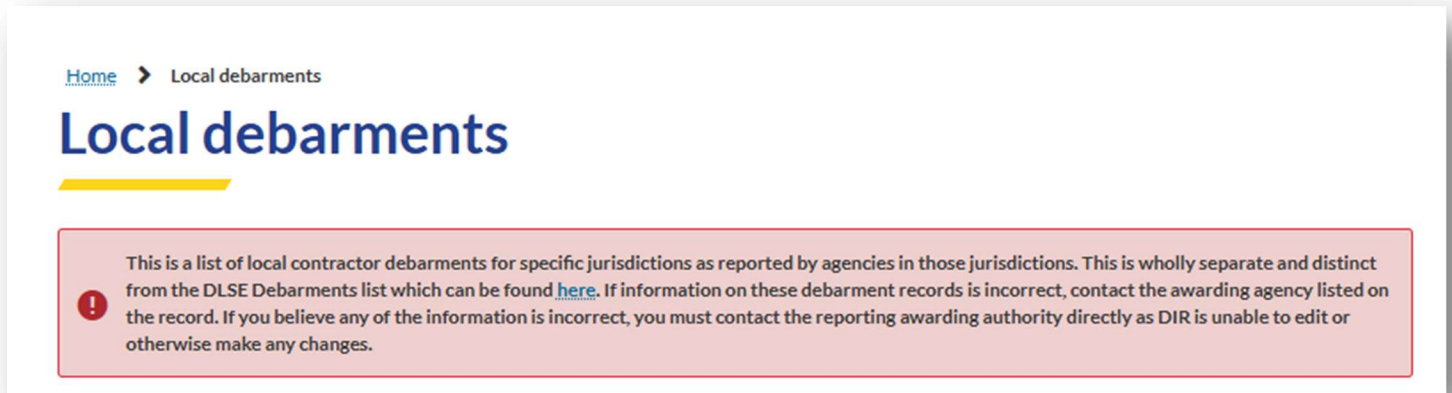 Home > Local debarments
Local debarments
This is a list of local contractor debarments for specific jurisdictions as reported by agencies in those jurisdictions. This is wholly separate and distinct
from the DLSE Debarments list which can be found here. If information on these debarment records is incorrect, contact the awarding agency listed on
the record. If you believe any of the information is incorrect, you must contact the reporting awarding authority directly as DIR is unable to edit or
otherwise make any changes.